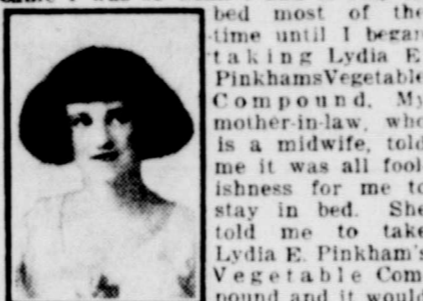 bed most of the
time until I began
taking Lydia E.
PinkhamsVegetable
Compound. My
mother-in-law, who
is a midwife, told
me it was all fool-
ishness for me to
stay in bed. She
told me to take
Lydia E. Pinkham's
Vegetable Com-
pound and it would